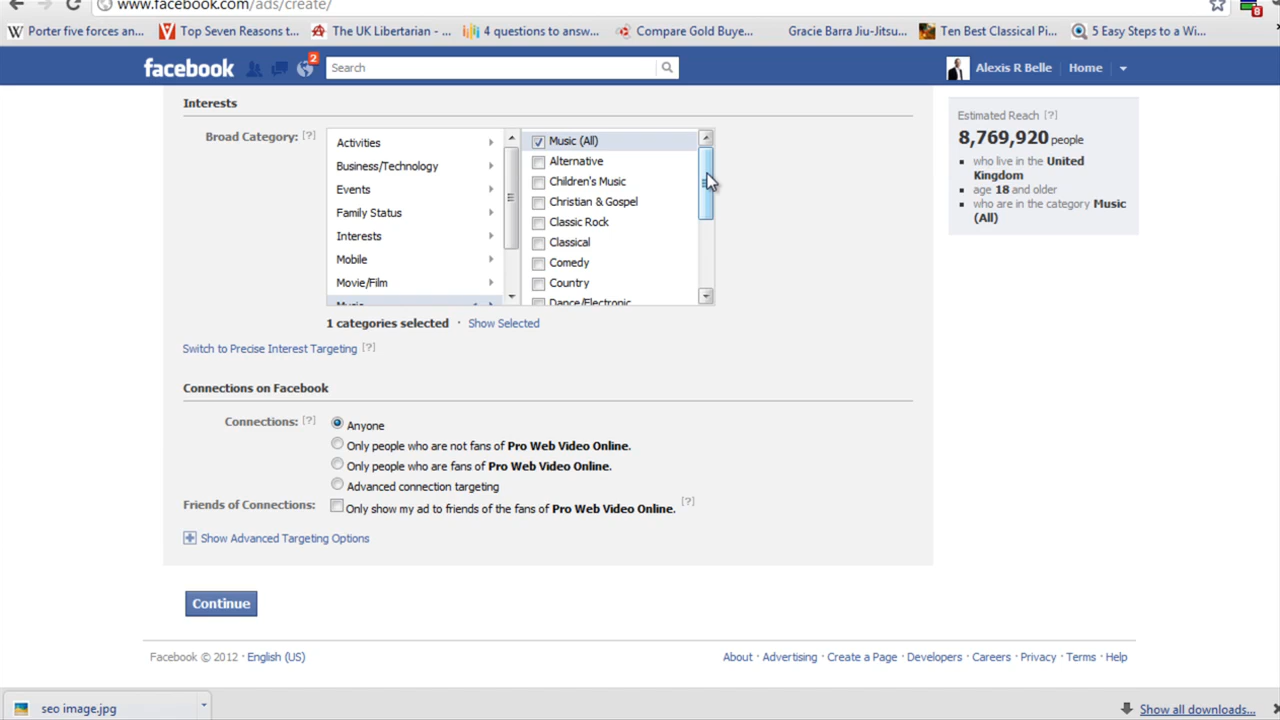 www.facebook.com/ads/create/
8
Porter five forces an... Top Seven Reasons t... The UK Libertarian - ... 4 questions to answ... Compare Gold Buye... Gracie Barra Jiu-Jitsu... Ten Best Classical Pi... 5 Easy Steps to a Wi...
facebook 2 Search Alexis R Belle Home
Interests
Broad Category: [?]
Activities
Business/Technology
Events
Family Status
Interests
Mobile
Movie/Film
Music
Music (All)
Alternative
Children's Music
Christian & Gospel
Classic Rock
Classical
Comedy
Country
Dance/Electronic
1 categories selected · Show Selected
Switch to Precise Interest Targeting [?]
Estimated Reach [?]
8,769,920 people
who live in the United
Kingdom
age 18 and older
who are in the category Music
(All)
Connections on Facebook
Connections: [?] Anyone
Only people who are not fans of Pro Web Video Online.
Only people who are fans of Pro Web Video Online.
Advanced connection targeting
Friends of Connections: Only show my ad to friends of the fans of Pro Web Video Online. [?]
Show Advanced Targeting Options
Continue
Facebook © 2012 · English (US) About · Advertising · Create a Page · Developers · Careers · Privacy · Terms · Help
seo image.jpg Show all downloads...